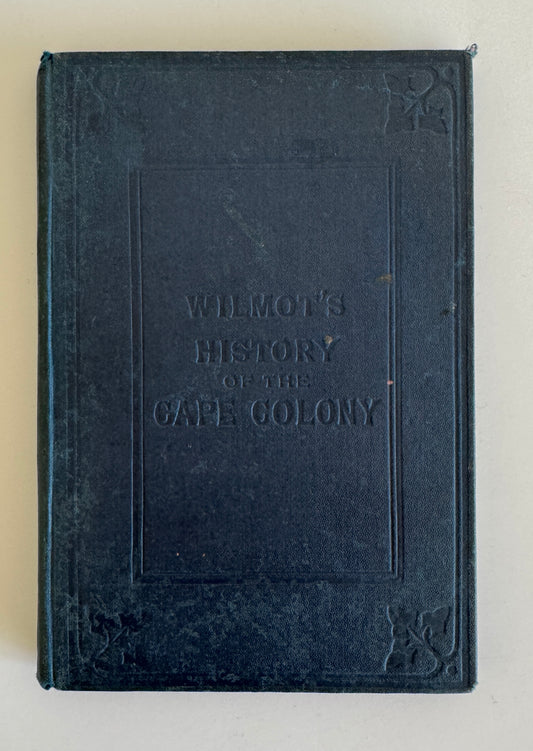 WILMOT'S
HISTORY
OF THE
CAPE COLONY